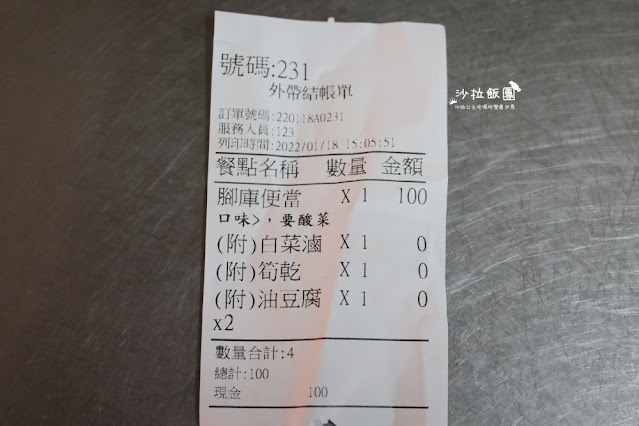 號碼:231
外帶結帳單
訂單號碼:220118A0231
服務人員:123
列印時間:2022/01/18 15:05:51
餐點名稱 數量 金額
腳庫便當 X 1 100
口味>，要酸菜
(附)白菜滷 X 1 0
(附)筍乾 X 1 0
(附)油豆腐 X 1 0
x2
數量合計:4
總計:100
現金 100
沙拉飯團